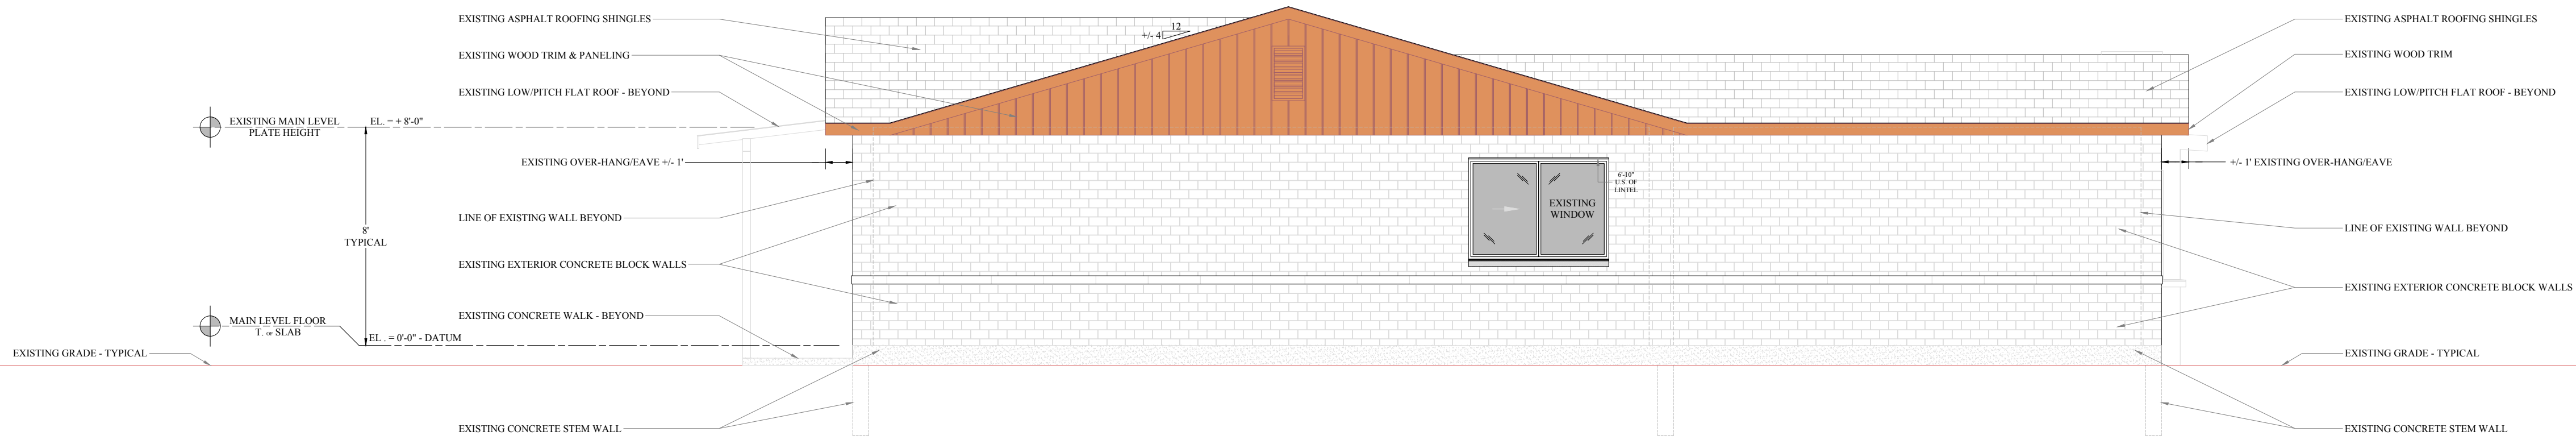 EXISTING ASPHALT ROOFING SHINGLES
EXISTING WOOD TRIM & PANELING
EXISTING LOW/PITCH FLAT ROOF - BEYOND
EXISTING MAIN LEVEL
PLATE HEIGHT
EL. = + 8'-0"
EXISTING OVER-HANG/EAVE +/- 1'
LINE OF EXISTING WALL BEYOND
8'
TYPICAL
EXISTING EXTERIOR CONCRETE BLOCK WALLS
EXISTING CONCRETE WALK - BEYOND
MAIN LEVEL FLOOR
T. OF SLAB
EL . = 0'-0" - DATUM
EXISTING GRADE - TYPICAL
EXISTING CONCRETE STEM WALL
12
+/- 4
6'-10"
U.S. OF
LINTEL
EXISTING
WINDOW
EXISTING ASPHALT ROOFING SHINGLES
EXISTING WOOD TRIM
EXISTING LOW/PITCH FLAT ROOF - BEYOND
+/- 1' EXISTING OVER-HANG/EAVE
LINE OF EXISTING WALL BEYOND
EXISTING EXTERIOR CONCRETE BLOCK WALLS
EXISTING GRADE - TYPICAL
EXISTING CONCRETE STEM WALL